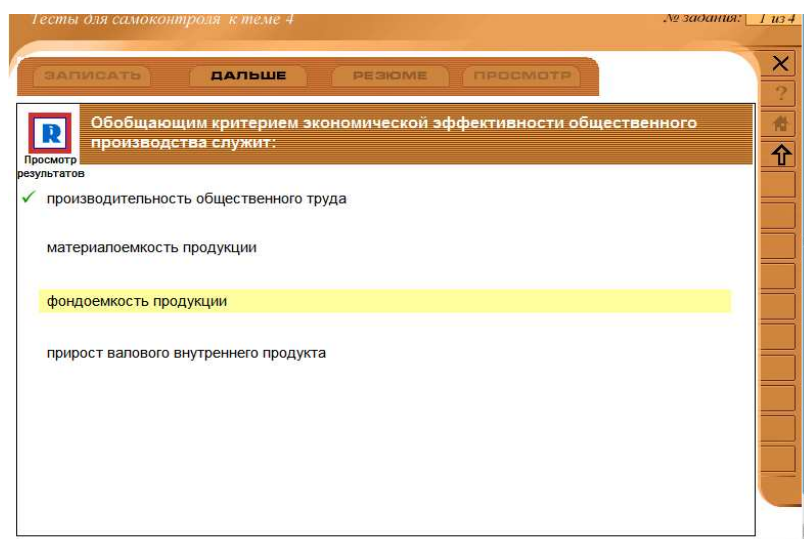 Тесты для самоконтроля к теме 4
№ задания: 1 из 4
ЗАПИСАТЬ ДАЛЬШЕ РЕЗЮМЕ ПРОСМОТР
?
R
Просмотр
результатов
Обобщающим критерием экономической эффективности общественного
производства служит:
производительность общественного труда
материалоемкость продукции
фондоемкость продукции
прирост валового внутреннего продукта